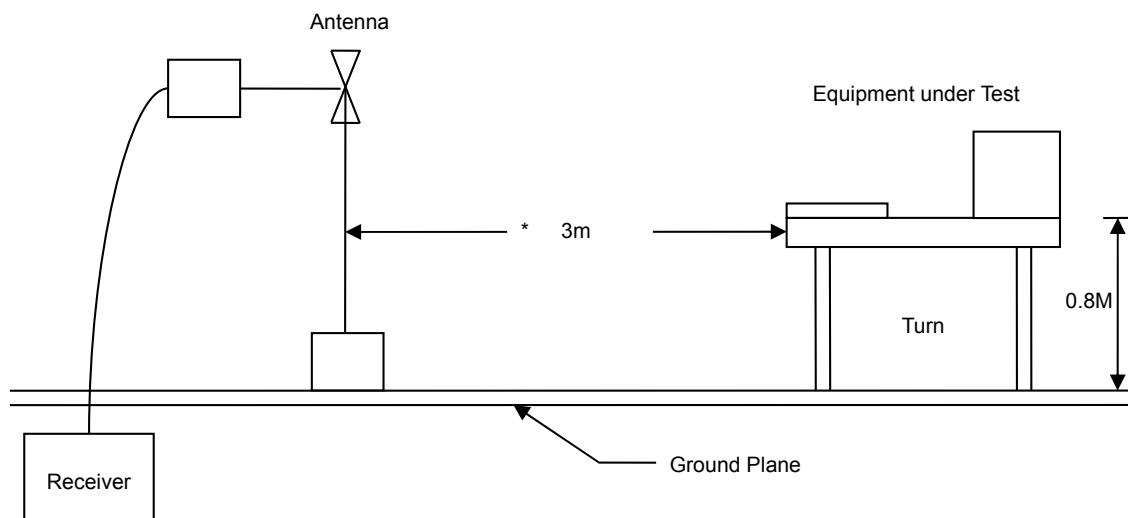 Antenna
Equipment under Test
* 3m
0.8M
Turn
Ground Plane
Receiver